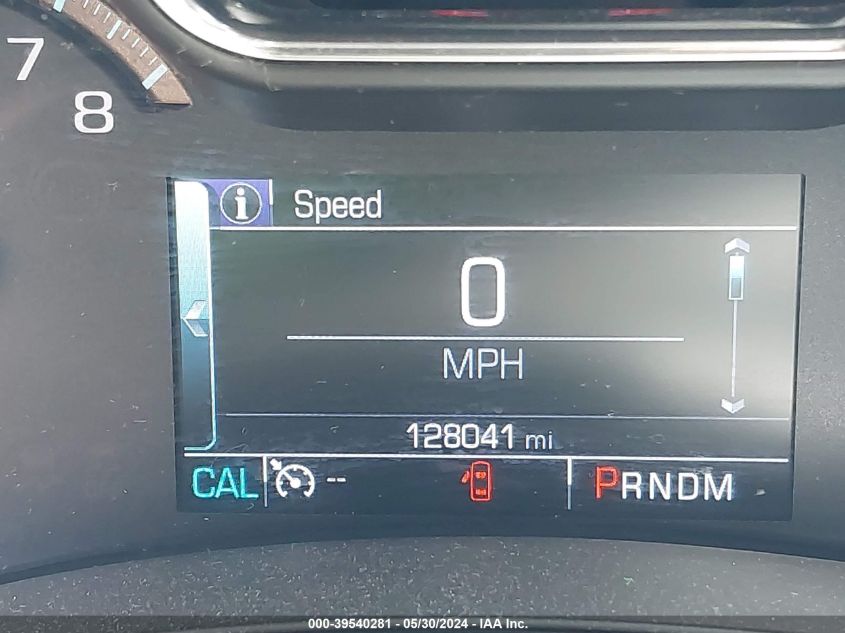 7
8
i Speed
0
MPH
128041 mi
CAL -- PRNDM
000-39540281 - 05/30/2024 - IAA Inc.